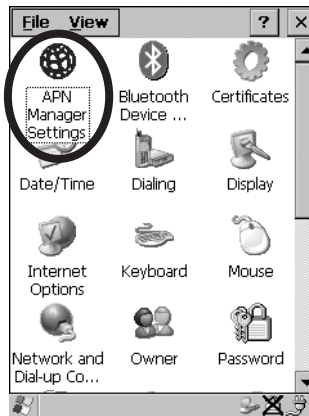 File View ? ×
APN Manager Settings
Bluetooth Device ...
Certificates
Date/Time
Dialing
Display
Internet Options
Keyboard
Mouse
Network and Dial-up Co...
Owner
Password